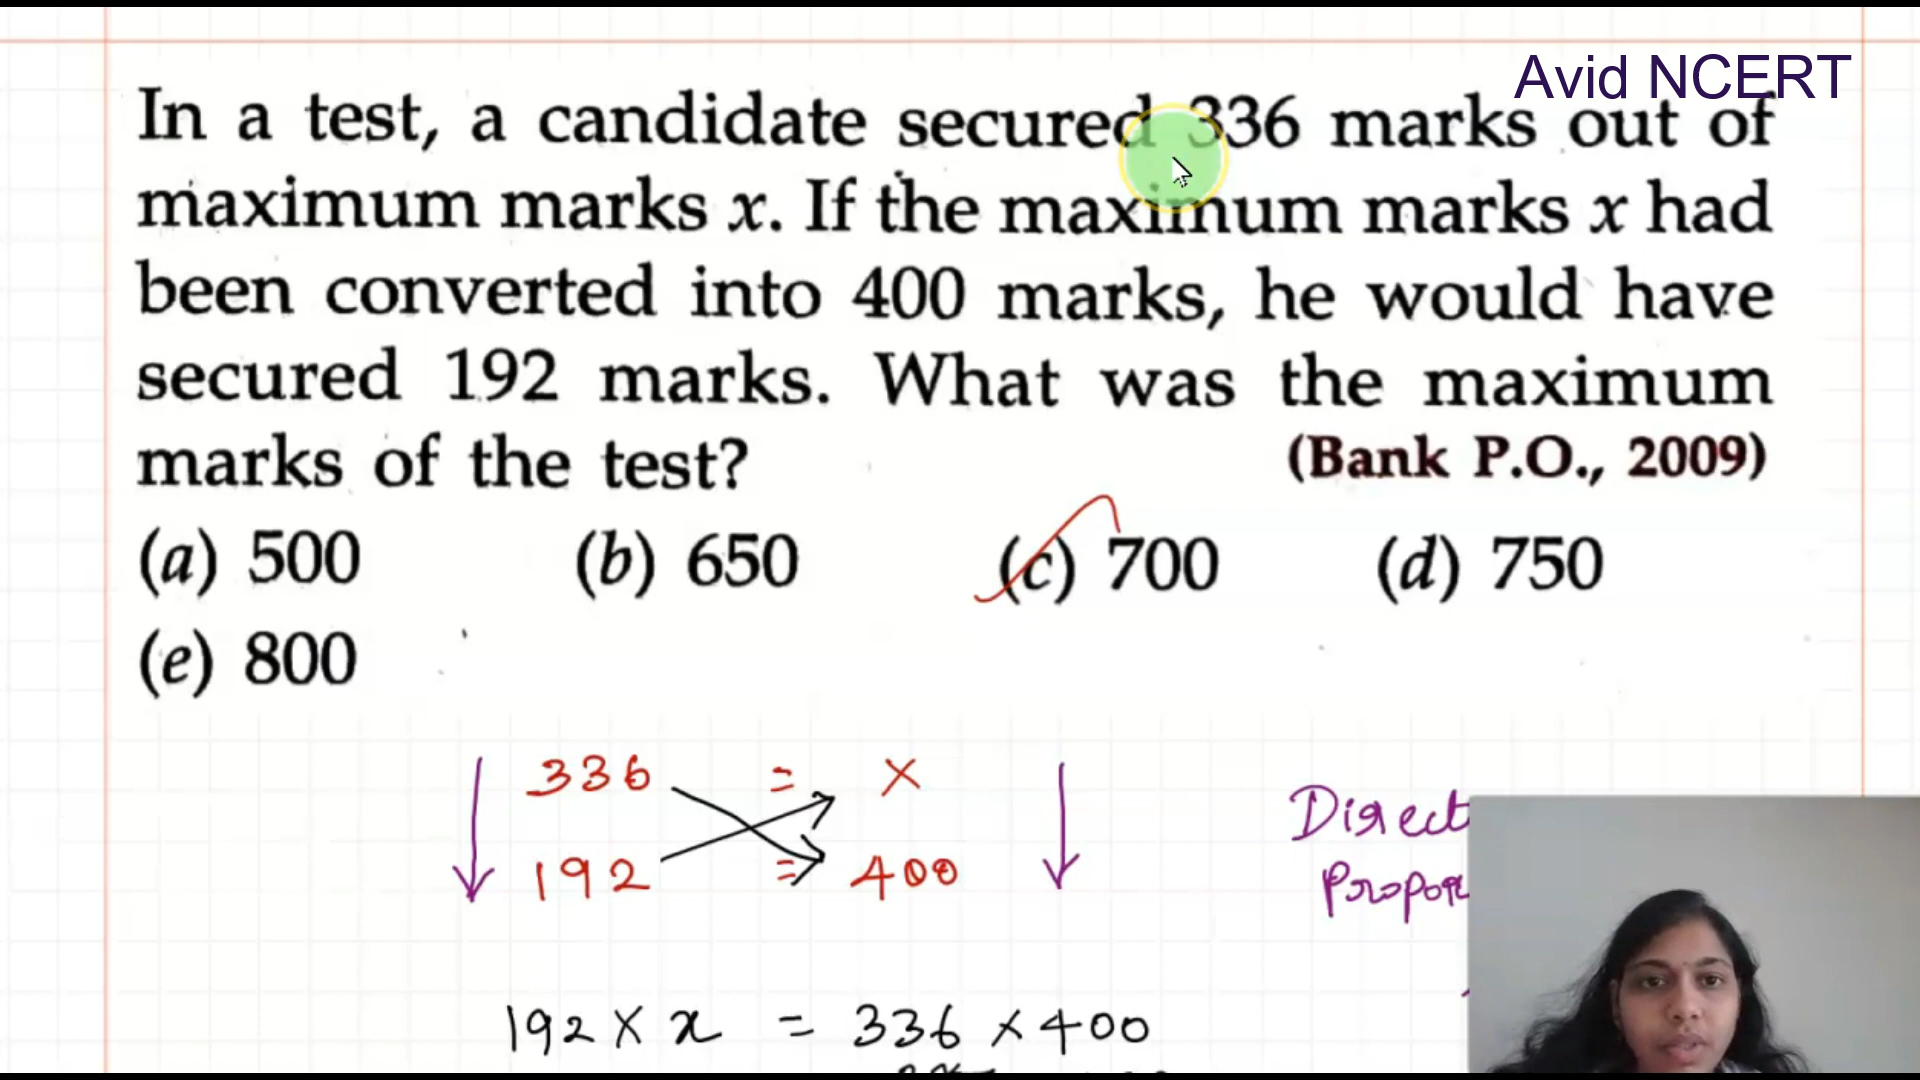 Avid NCERT
In a test, a candidate secured 336 marks out of
maximum marks x. If the maximum marks x had
been converted into 400 marks, he would have
secured 192 marks. What was the maximum
marks of the test? (Bank P.O., 2009)
(a) 500 (b) 650 (c) 700 (d) 750
(e) 800
336 = x
192 = 400
Direct
192 × x = 336 × 400